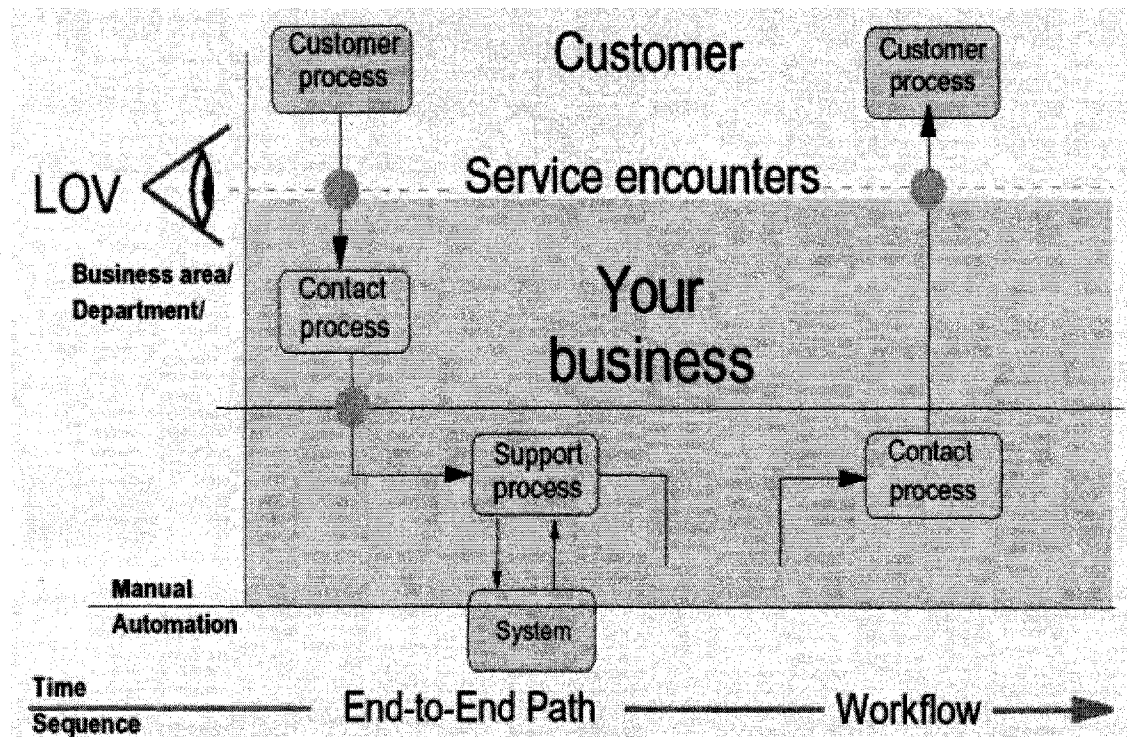 Customer
process
Customer
Customer
process
LOV
Service encounters
Business area/
Department/
Contact
process
Your
business
Support
process
Contact
process
Manual
Automation
System
Time
Sequence
End-to-End Path
Workflow